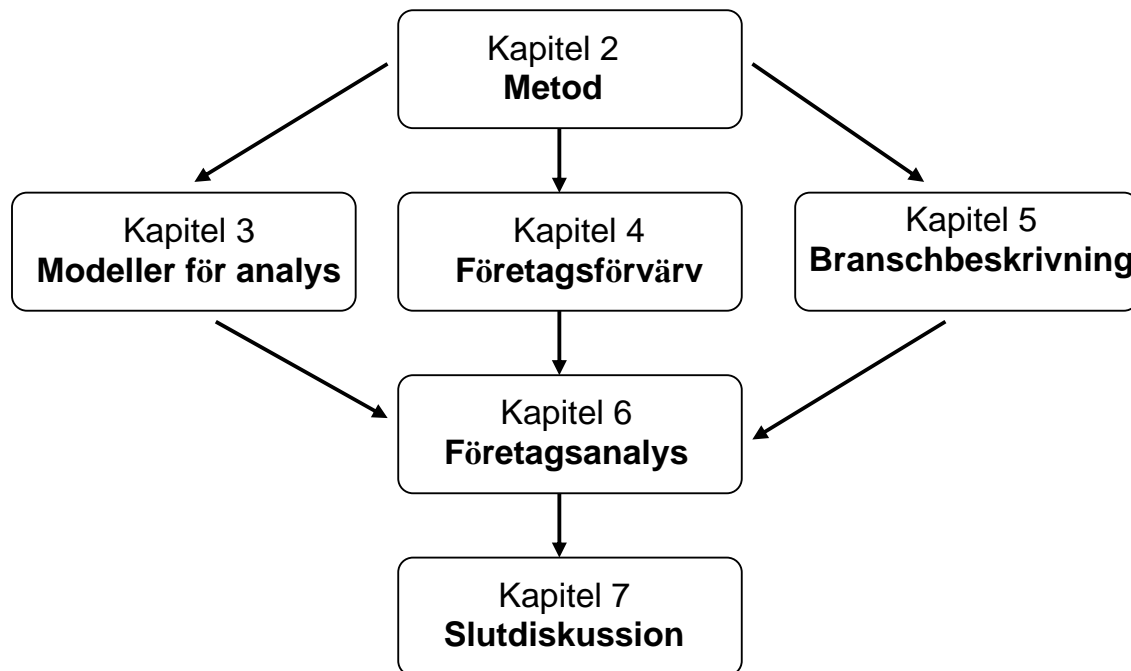 Kapitel 2
Metod
Kapitel 3
Modeller för analys
Kapitel 4
Företagsförvärv
Kapitel 5
Branschbeskrivning
Kapitel 6
Företagsanalys
Kapitel 7
Slutdiskussion